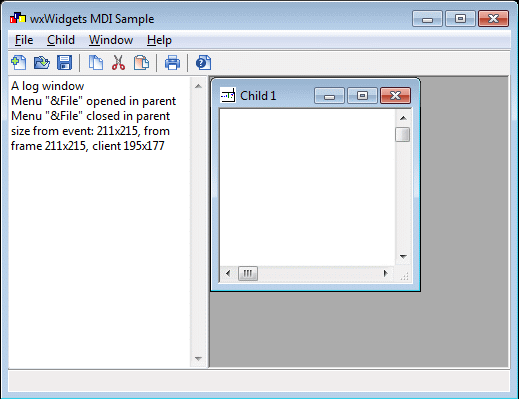 wxWidgets MDI Sample
File Child Window Help
A log window
Menu "&File" opened in parent
Menu "&File" closed in parent
size from event: 211x215, from
frame 211x215, client 195x177
Child 1